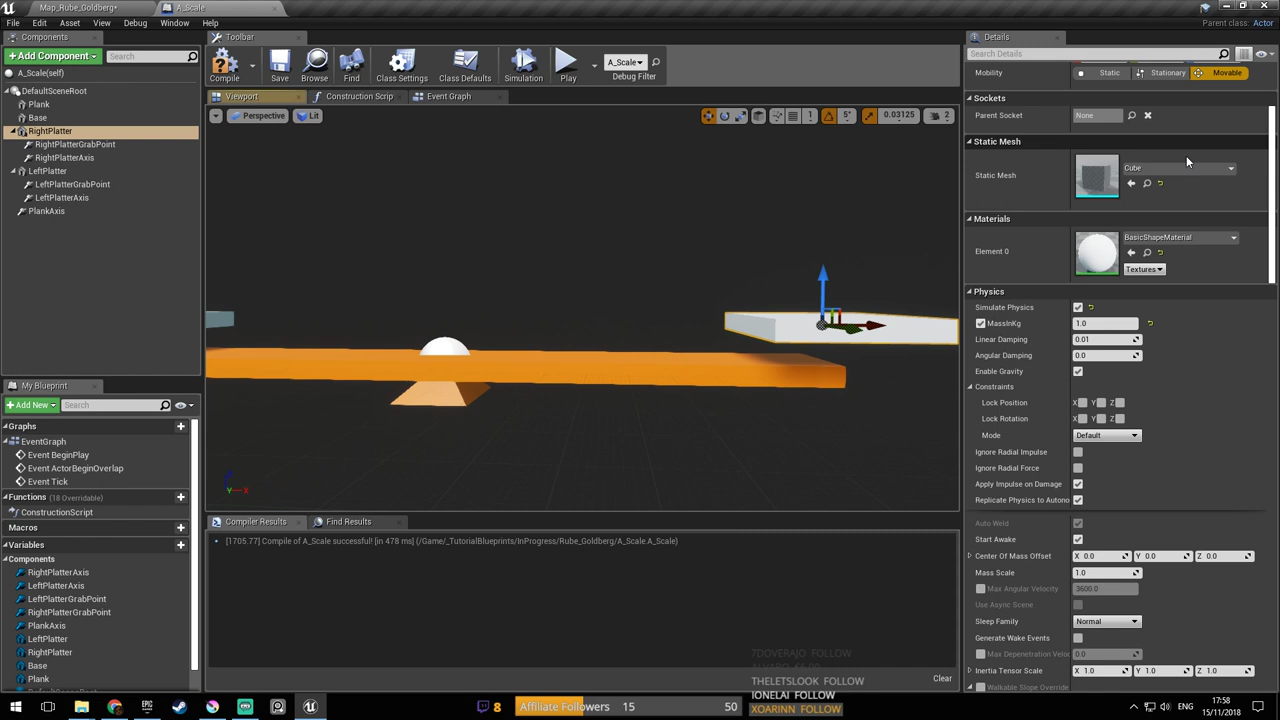 Map_Rube_Goldberg*
A_Scale
File
Edit
Asset
View
Debug
Window
Help
Parent class: Actor
Components
Toolbar
Details
Add Component
Search
Compile
Save
Browse
Find
Class Settings
Class Defaults
Simulation
Play
A_Scale
Debug Filter
Search Details
A_Scale(self)
DefaultSceneRoot
Plank
Base
RightPlatter
RightPlatterGrabPoint
RightPlatterAxis
LeftPlatter
LeftPlatterGrabPoint
LeftPlatterAxis
PlankAxis
Viewport
Construction Scrip
Event Graph
Perspective
Lit
1
5°
0.03125
2
Mobility
Static
Stationary
Movable
Sockets
Parent Socket
None
Static Mesh
Static Mesh
Cube
Materials
Element 0
BasicShapeMaterial
Textures
Physics
Simulate Physics
MassInKg
1.0
Linear Damping
0.01
Angular Damping
0.0
Enable Gravity
Constraints
Lock Position
X Y Z
Lock Rotation
X Y Z
Mode
Default
Ignore Radial Impulse
Ignore Radial Force
Apply Impulse on Damage
Replicate Physics to Autono
Auto Weld
Start Awake
Center Of Mass Offset
X 0.0 Y 0.0 Z 0.0
Mass Scale
1.0
Max Angular Velocity
3600.0
Use Async Scene
Sleep Family
Normal
Generate Wake Events
Max Depenetration Veloc
0.0
Inertia Tensor Scale
X 1.0 Y 1.0 Z 1.0
Walkable Slope Override
My Blueprint
Add New
Search
Graphs
EventGraph
Event BeginPlay
Event ActorBeginOverlap
Event Tick
Functions (18 Overridable)
ConstructionScript
Macros
Variables
Components
RightPlatterAxis
LeftPlatterAxis
LeftPlatterGrabPoint
RightPlatterGrabPoint
PlankAxis
LeftPlatter
RightPlatter
Base
Plank
DefaultSceneRoot
Z
Y X
Compiler Results
Find Results
[1705.77] Compile of A_Scale successful! [in 478 ms] (/Game/_TutorialBlueprints/InProgress/Rube_Goldberg/A_Scale.A_Scale)
Clear
7DOVERAJO FOLLOW
THELETSLOOK FOLLOW
IONELAI FOLLOW
XOARINN FOLLOW
8
Affiliate Followers 15 50
ENG
17:58
15/11/2018